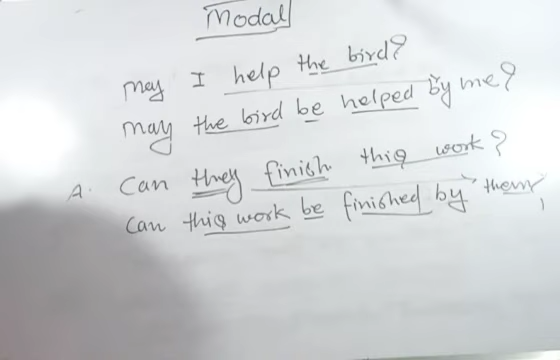 Modal
May I help the bird?
May the bird be helped by me?
A. Can they finish this work?
Can this work be finished by them,